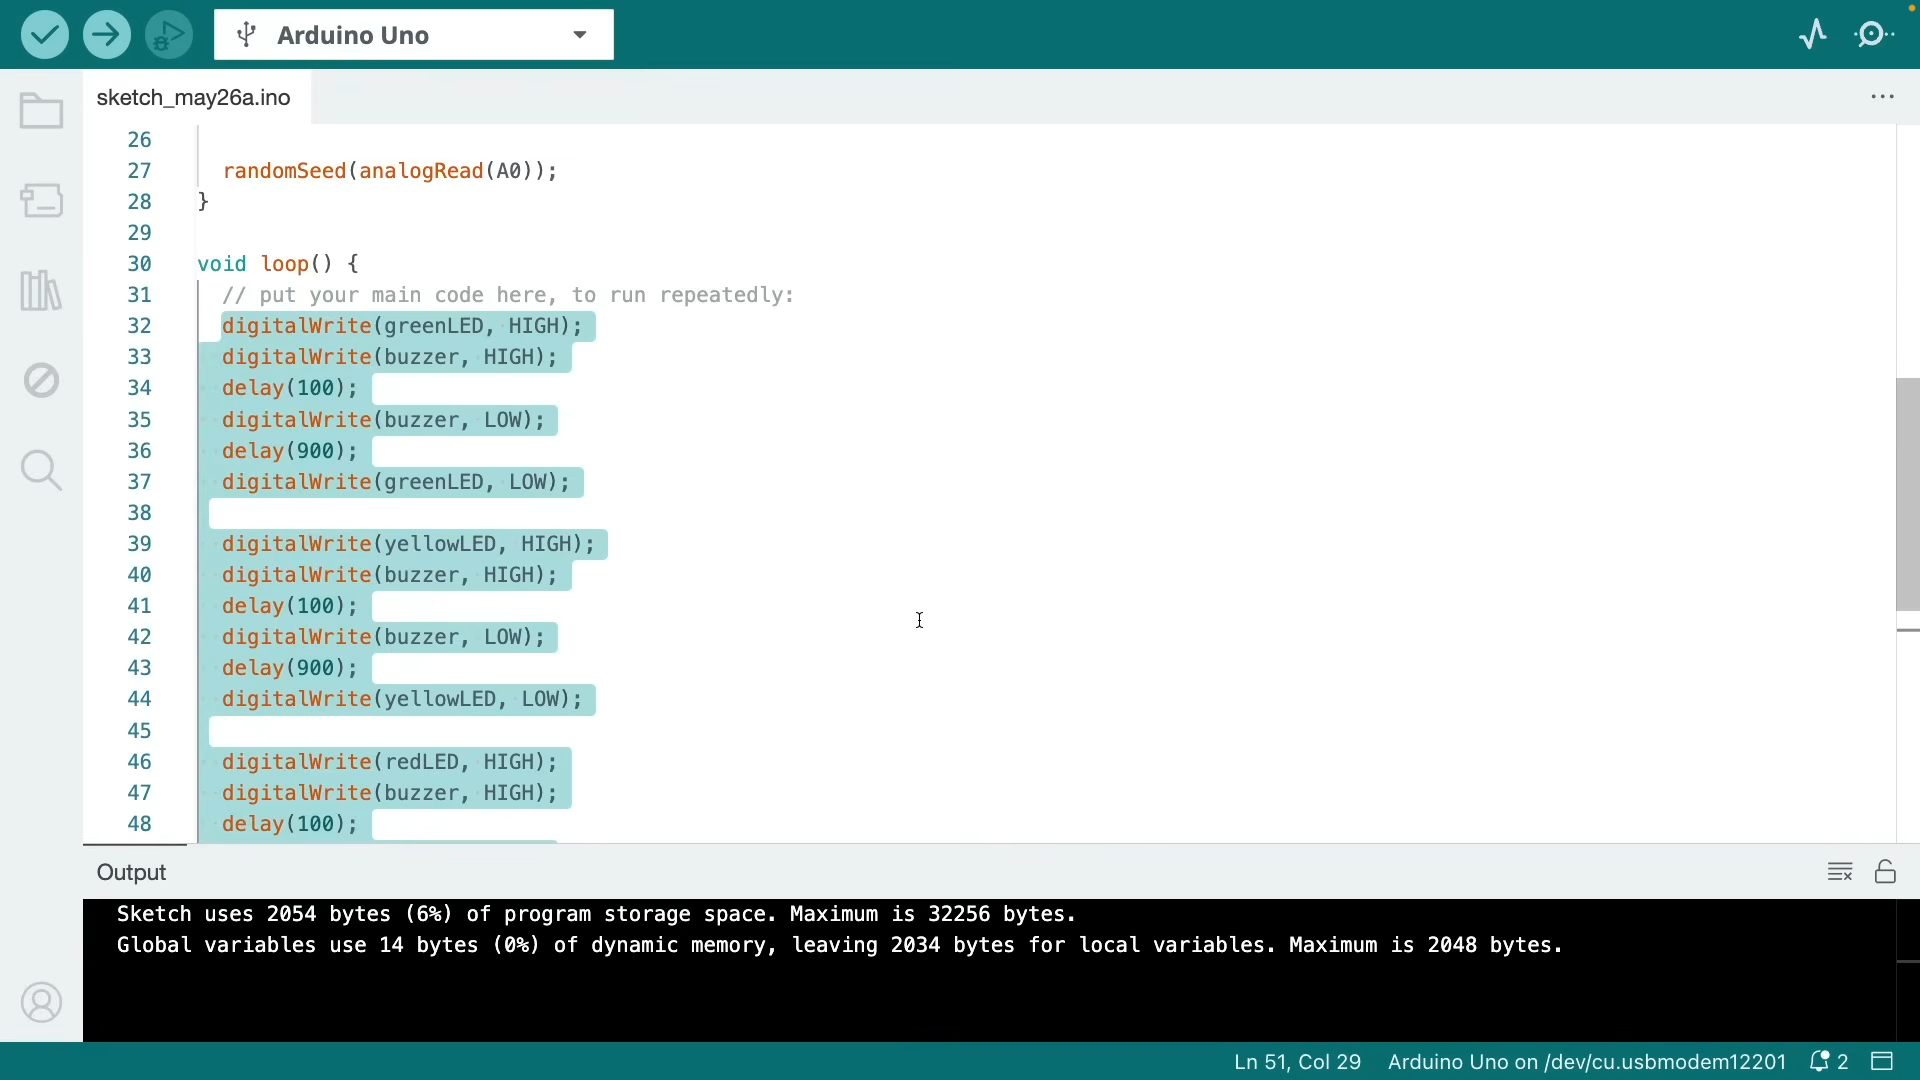 Arduino Uno
sketch_may26a.ino
26
27 randomSeed(analogRead(A0));
28 }
29
30 void loop() {
31 // put your main code here, to run repeatedly:
32 digitalWrite(greenLED, HIGH);
33 digitalWrite(buzzer, HIGH);
34 delay(100);
35 digitalWrite(buzzer, LOW);
36 delay(900);
37 digitalWrite(greenLED, LOW);
38
39 digitalWrite(yellowLED, HIGH);
40 digitalWrite(buzzer, HIGH);
41 delay(100);
42 digitalWrite(buzzer, LOW);
43 delay(900);
44 digitalWrite(yellowLED, LOW);
45
46 digitalWrite(redLED, HIGH);
47 digitalWrite(buzzer, HIGH);
48 delay(100);
Output
Sketch uses 2054 bytes (6%) of program storage space. Maximum is 32256 bytes.
Global variables use 14 bytes (0%) of dynamic memory, leaving 2034 bytes for local variables. Maximum is 2048 bytes.
Ln 51, Col 29 Arduino Uno on /dev/cu.usbmodem12201 2